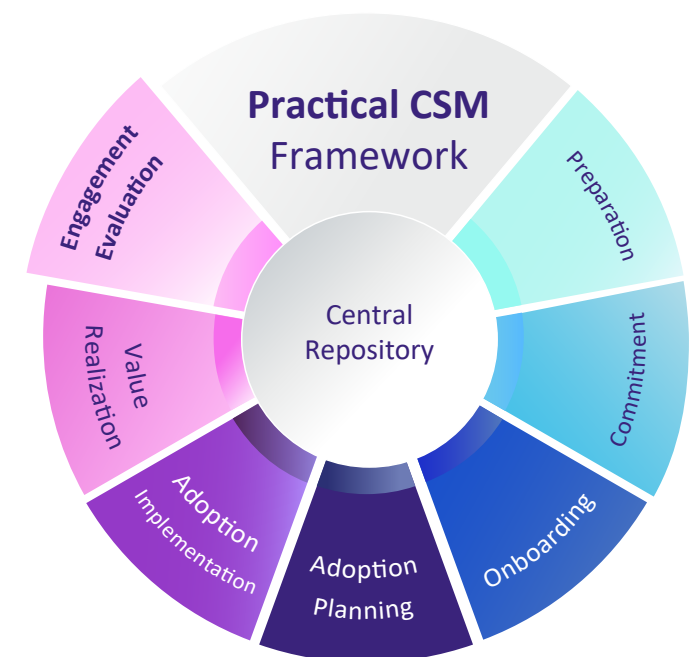 Practical CSM
Framework
Preparation
Commitment
Onboarding
Adoption
Planning
Adoption
Implementation
Value
Realization
Engagement
Evaluation
Central
Repository